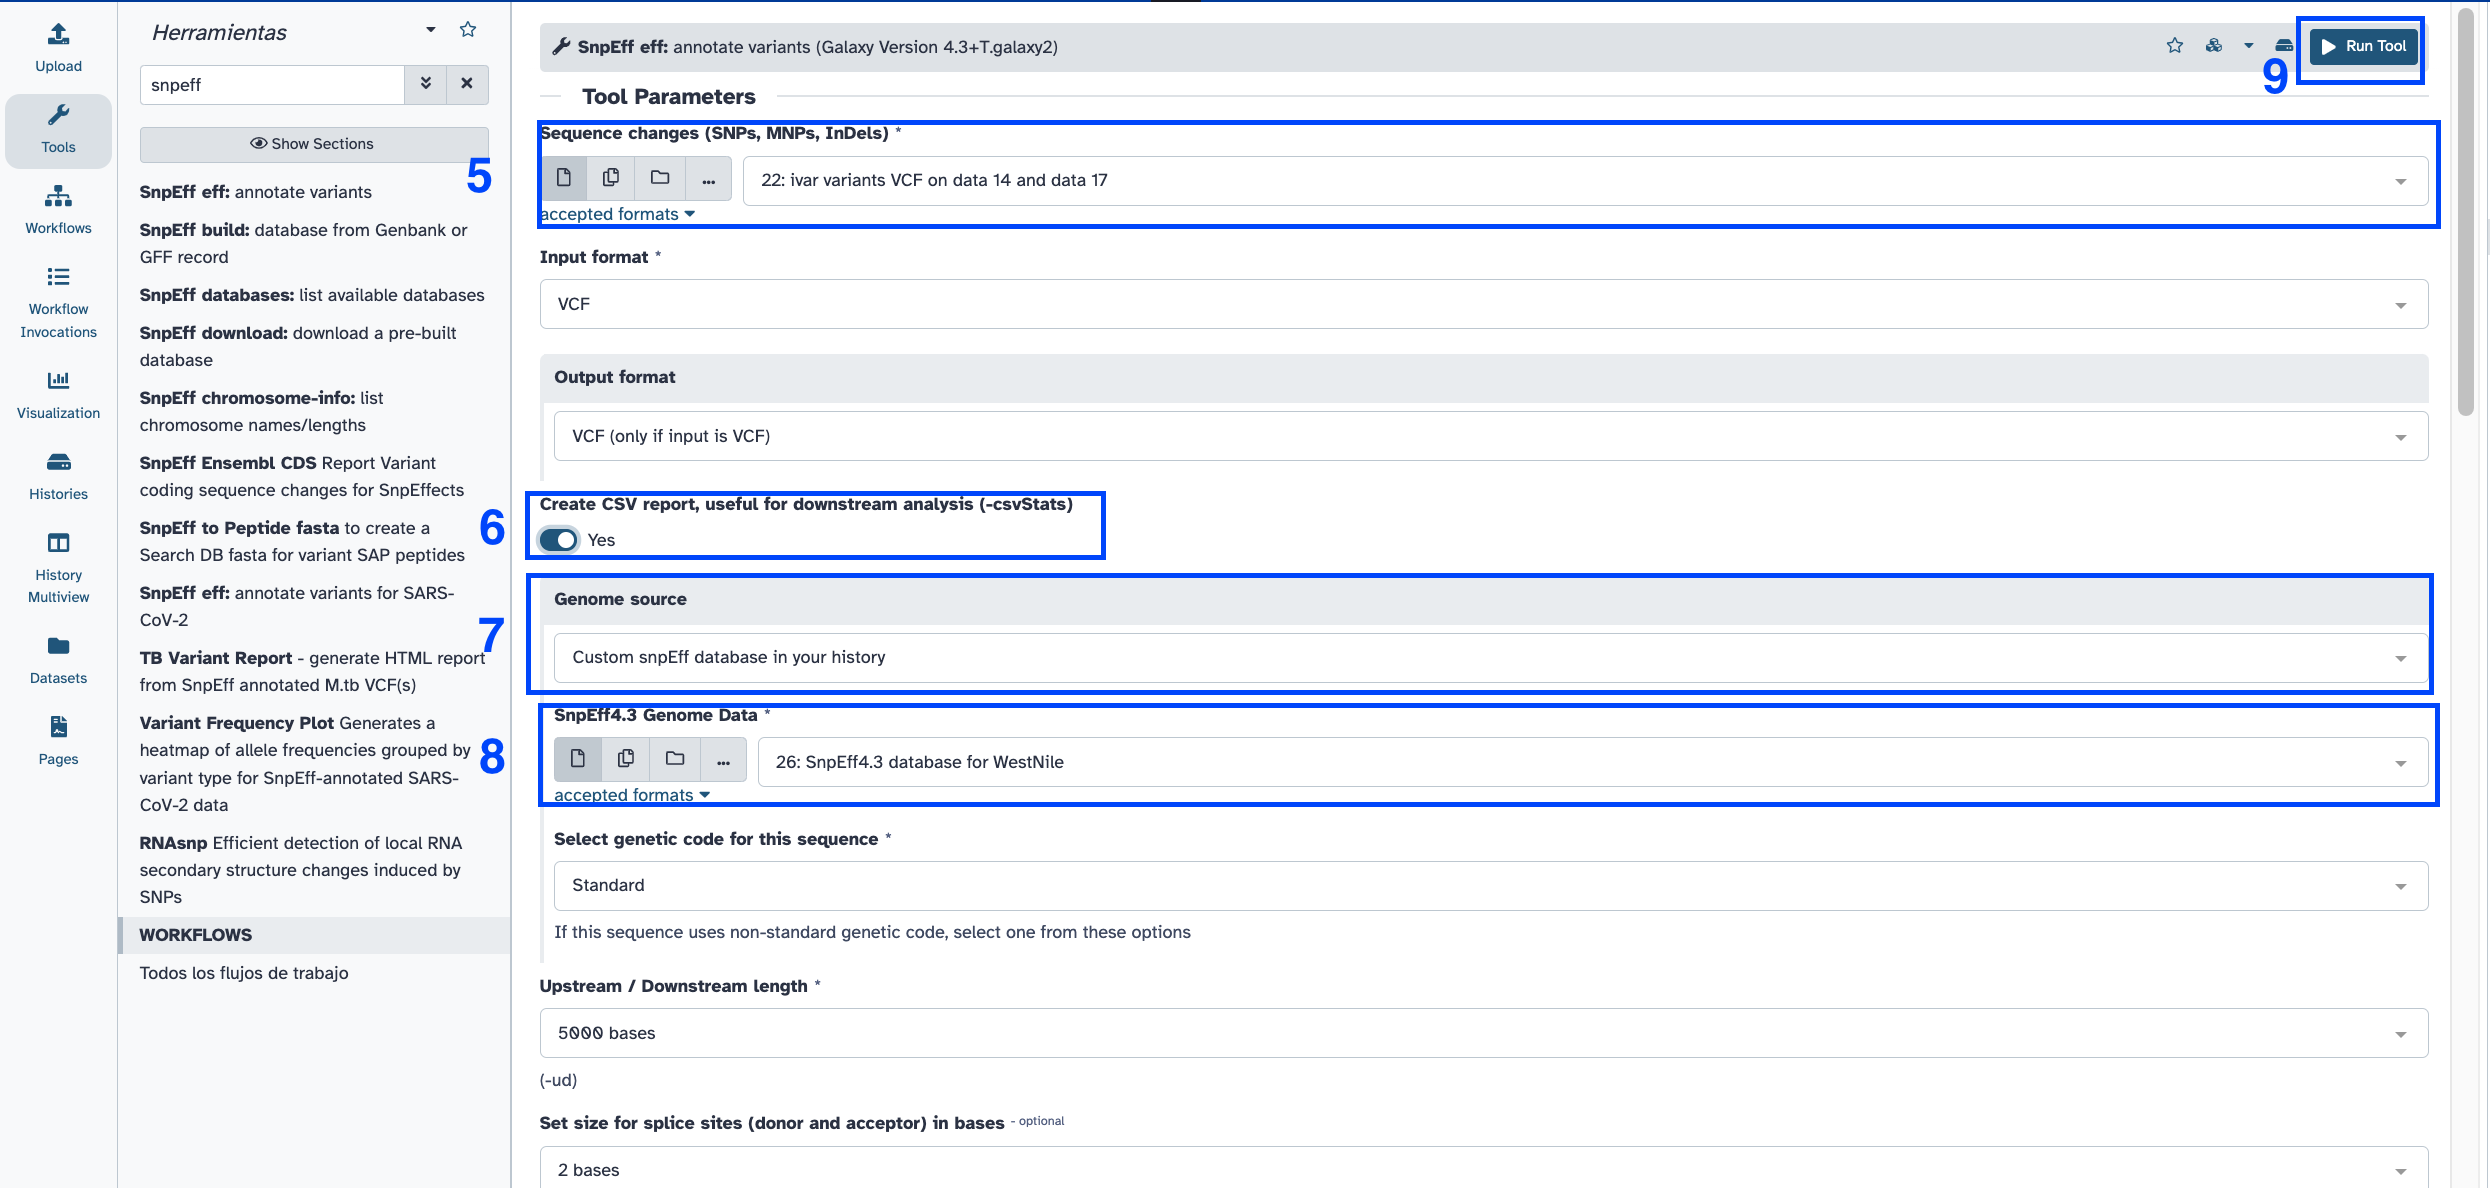 Upload
Tools
Workflows
Workflow
Invocations
Visualization
Histories
History
Multiview
Datasets
Pages
Herramientas
snpeff
Show Sections
SnpEff eff: annotate variants
SnpEff build: database from Genbank or
GFF record
SnpEff databases: list available databases
SnpEff download: download a pre-built
database
SnpEff chromosome-info: list
chromosome names/lengths
SnpEff Ensembl CDS Report Variant
coding sequence changes for SnpEffects
SnpEff to Peptide fasta to create a
Search DB fasta for variant SAP peptides
SnpEff eff: annotate variants for SARS-
CoV-2
TB Variant Report - generate HTML report
from SnpEff annotated M.tb VCF(s)
Variant Frequency Plot Generates a
heatmap of allele frequencies grouped by
variant type for SnpEff-annotated SARS-
CoV-2 data
RNAsnp Efficient detection of local RNA
secondary structure changes induced by
SNPs
WORKFLOWS
Todos los flujos de trabajo
SnpEff eff: annotate variants (Galaxy Version 4.3+T.galaxy2)
Run Tool
9
Tool Parameters
5
Sequence changes (SNPs, MNPs, InDels) *
...
22: ivar variants VCF on data 14 and data 17
accepted formats
Input format *
VCF
Output format
VCF (only if input is VCF)
6
Create CSV report, useful for downstream analysis (-csvStats)
Yes
7
Genome source
Custom snpEff database in your history
8
SnpEff4.3 Genome Data *
...
26: SnpEff4.3 database for WestNile
accepted formats
Select genetic code for this sequence *
Standard
If this sequence uses non-standard genetic code, select one from these options
Upstream / Downstream length *
5000 bases
(-ud)
Set size for splice sites (donor and acceptor) in bases - optional
2 bases